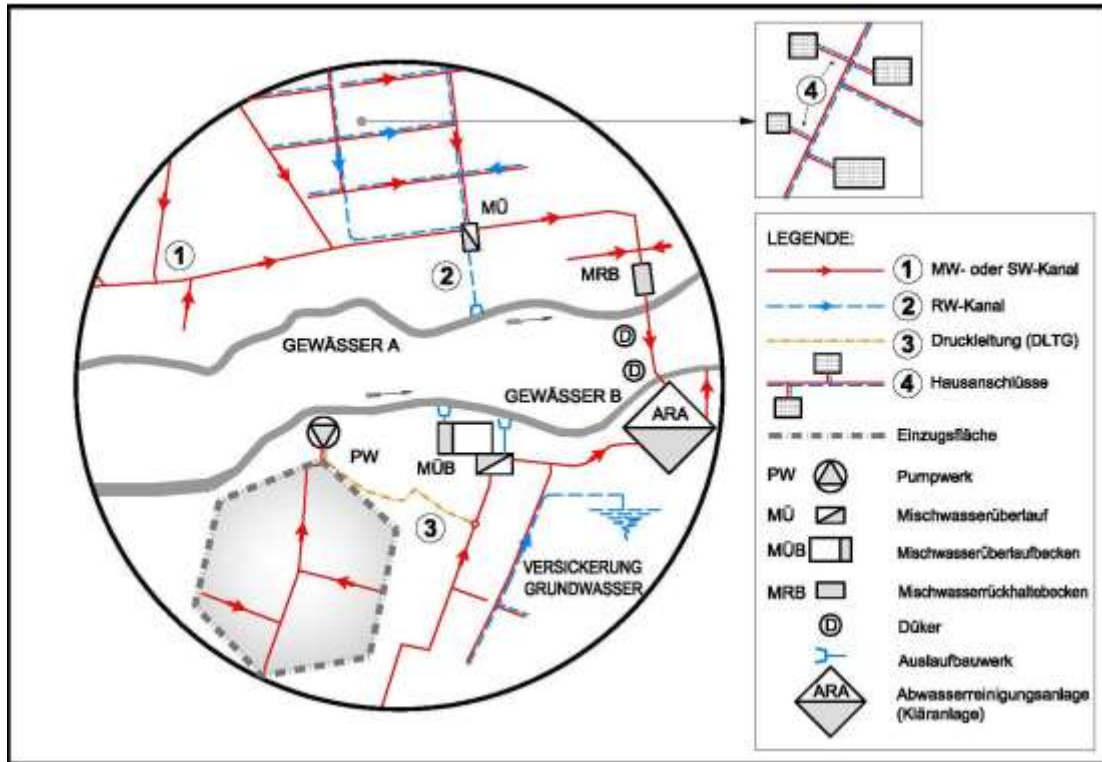 4
MÜ
1
2
MRB
GEWÄSSER A
D
D
GEWÄSSER B
ARA
PW
MÜB
3
VERSICKERUNG
GRUNDWASSER
LEGENDE:
1 MW- oder SW-Kanal
2 RW-Kanal
3 Druckleitung (DLTG)
4 Hausanschlüsse
Einzugsfläche
PW Pumpwerk
MÜ Mischwasserüberlauf
MÜB Mischwasserüberlaufbecken
MRB Mischwasserrückhaltebecken
D Düker
Auslaufbauwerk
ARA Abwasserreinigungsanlage
(Kläranlage)